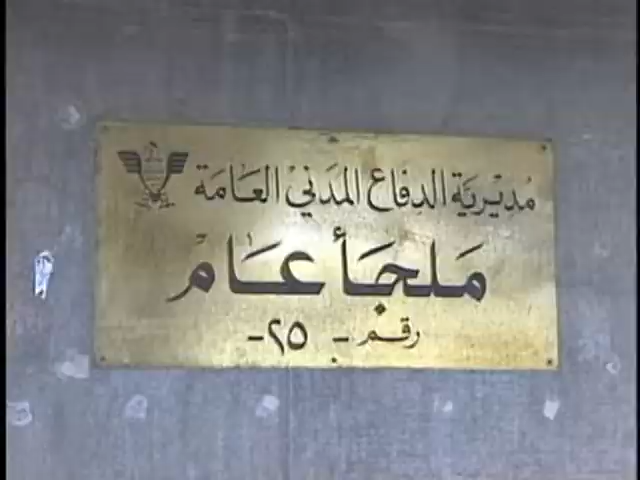 مديرية الدفاع المدني العامة
ملجأ عام
رقم - ٢٥ -